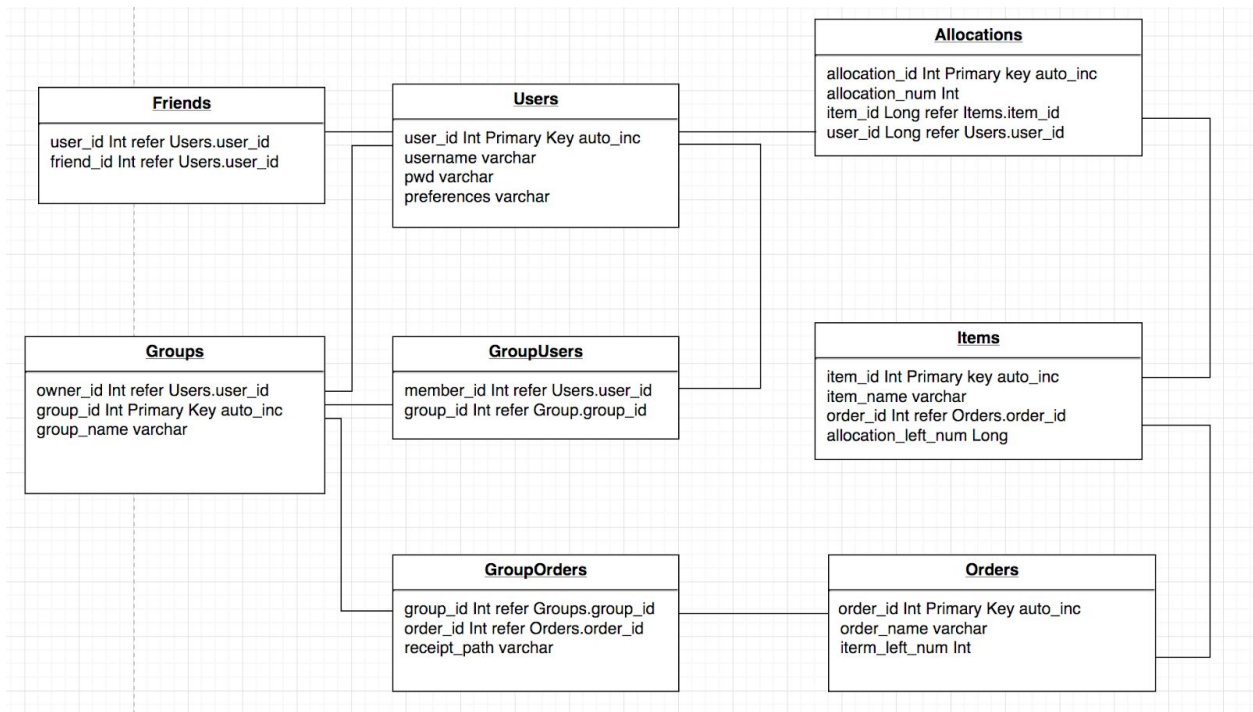 Friends
user_id Int refer Users.user_id
friend_id Int refer Users.user_id
Users
user_id Int Primary Key auto_inc
username varchar
pwd varchar
preferences varchar
Allocations
allocation_id Int Primary key auto_inc
allocation_num Int
item_id Long refer Items.item_id
user_id Long refer Users.user_id
Groups
owner_id Int refer Users.user_id
group_id Int Primary Key auto_inc
group_name varchar
GroupUsers
member_id Int refer Users.user_id
group_id Int refer Group.group_id
Items
item_id Int Primary key auto_inc
item_name varchar
order_id Int refer Orders.order_id
allocation_left_num Long
GroupOrders
group_id Int refer Groups.group_id
order_id Int refer Orders.order_id
receipt_path varchar
Orders
order_id Int Primary Key auto_inc
order_name varchar
iterm_left_num Int